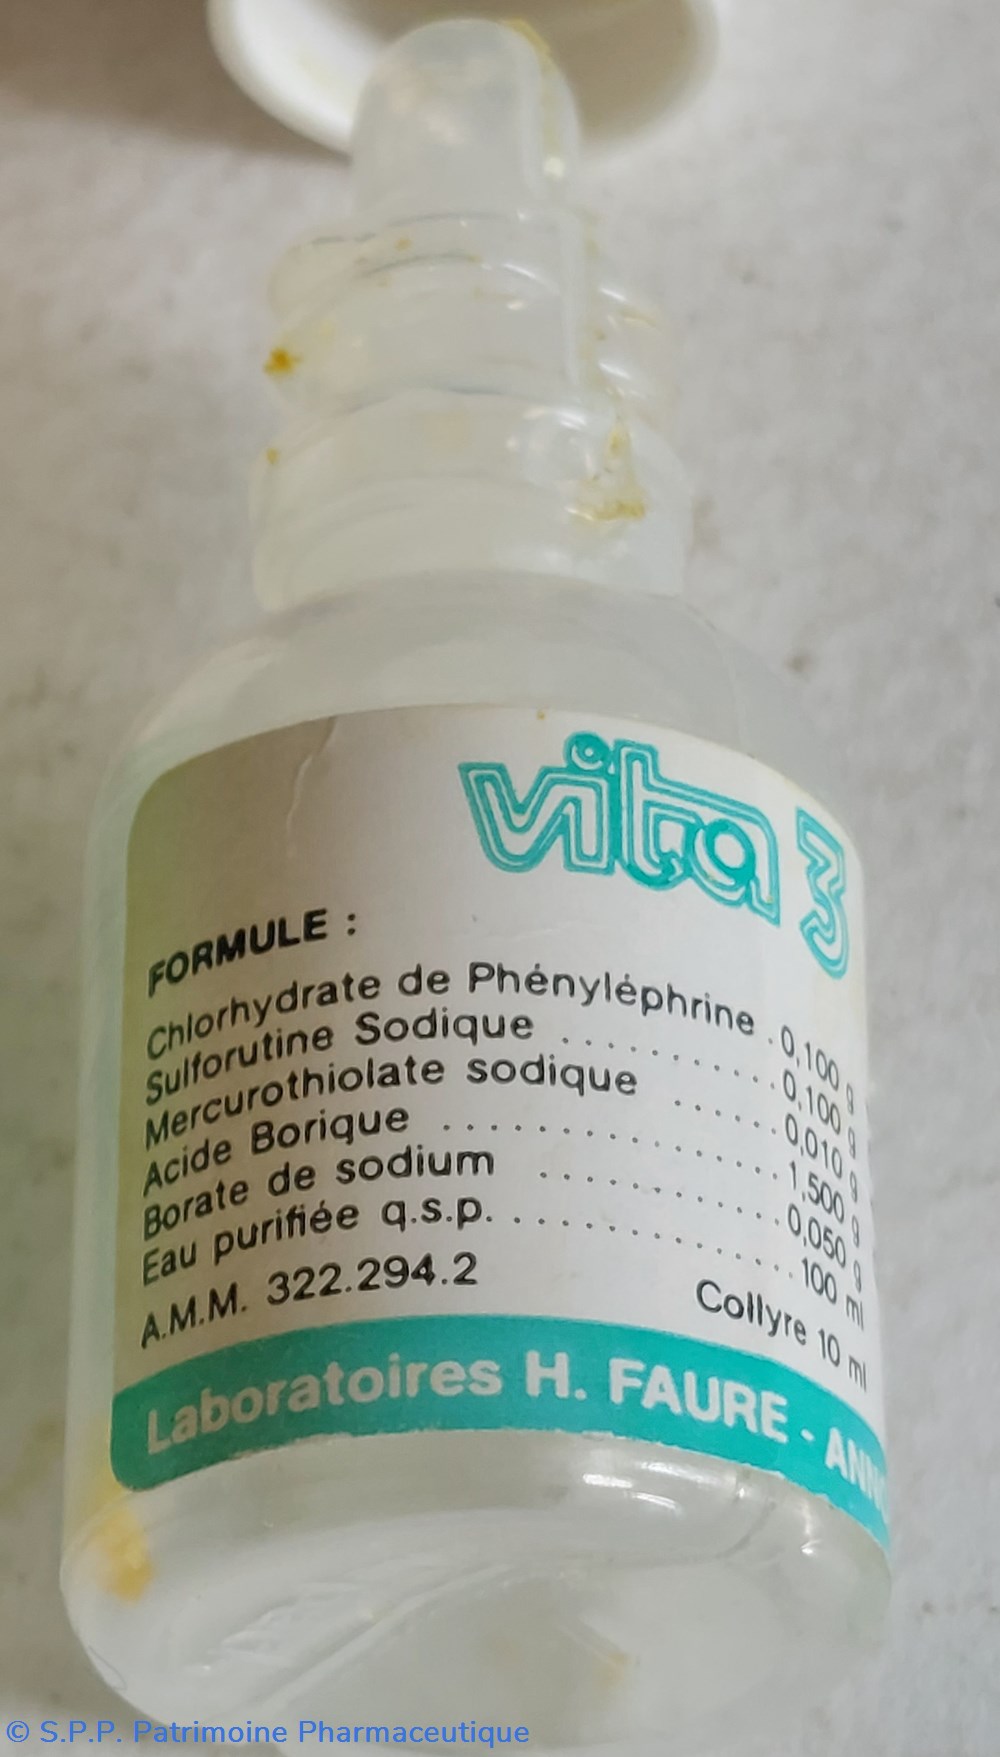 vita 3
FORMULE :
Chlorhydrate de Phényléphrine . 0,100 g
Sulforutine Sodique ........... 0,100 g
Mercurothiolate sodique ...... 0,010 g
Acide Borique ................. 1,500 g
Borate de sodium ............ 0,050 g
Eau purifiée q.s.p. ............... 100 ml
A.M.M. 322.294.2 Collyre 10 ml
Laboratoires H. FAURE -
© S.P.P. Patrimoine Pharmaceutique